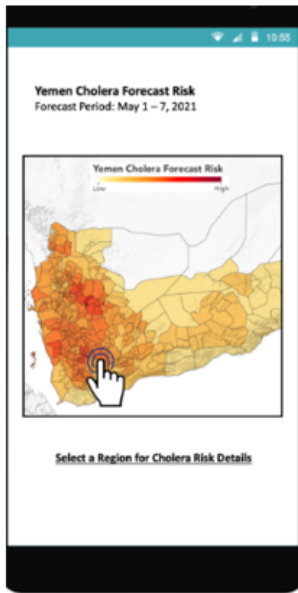 10:55
Yemen Cholera Forecast Risk
Forecast Period: May 1 – 7, 2021
Yemen Cholera Forecast Risk
Low High
Select a Region for Cholera Risk Details